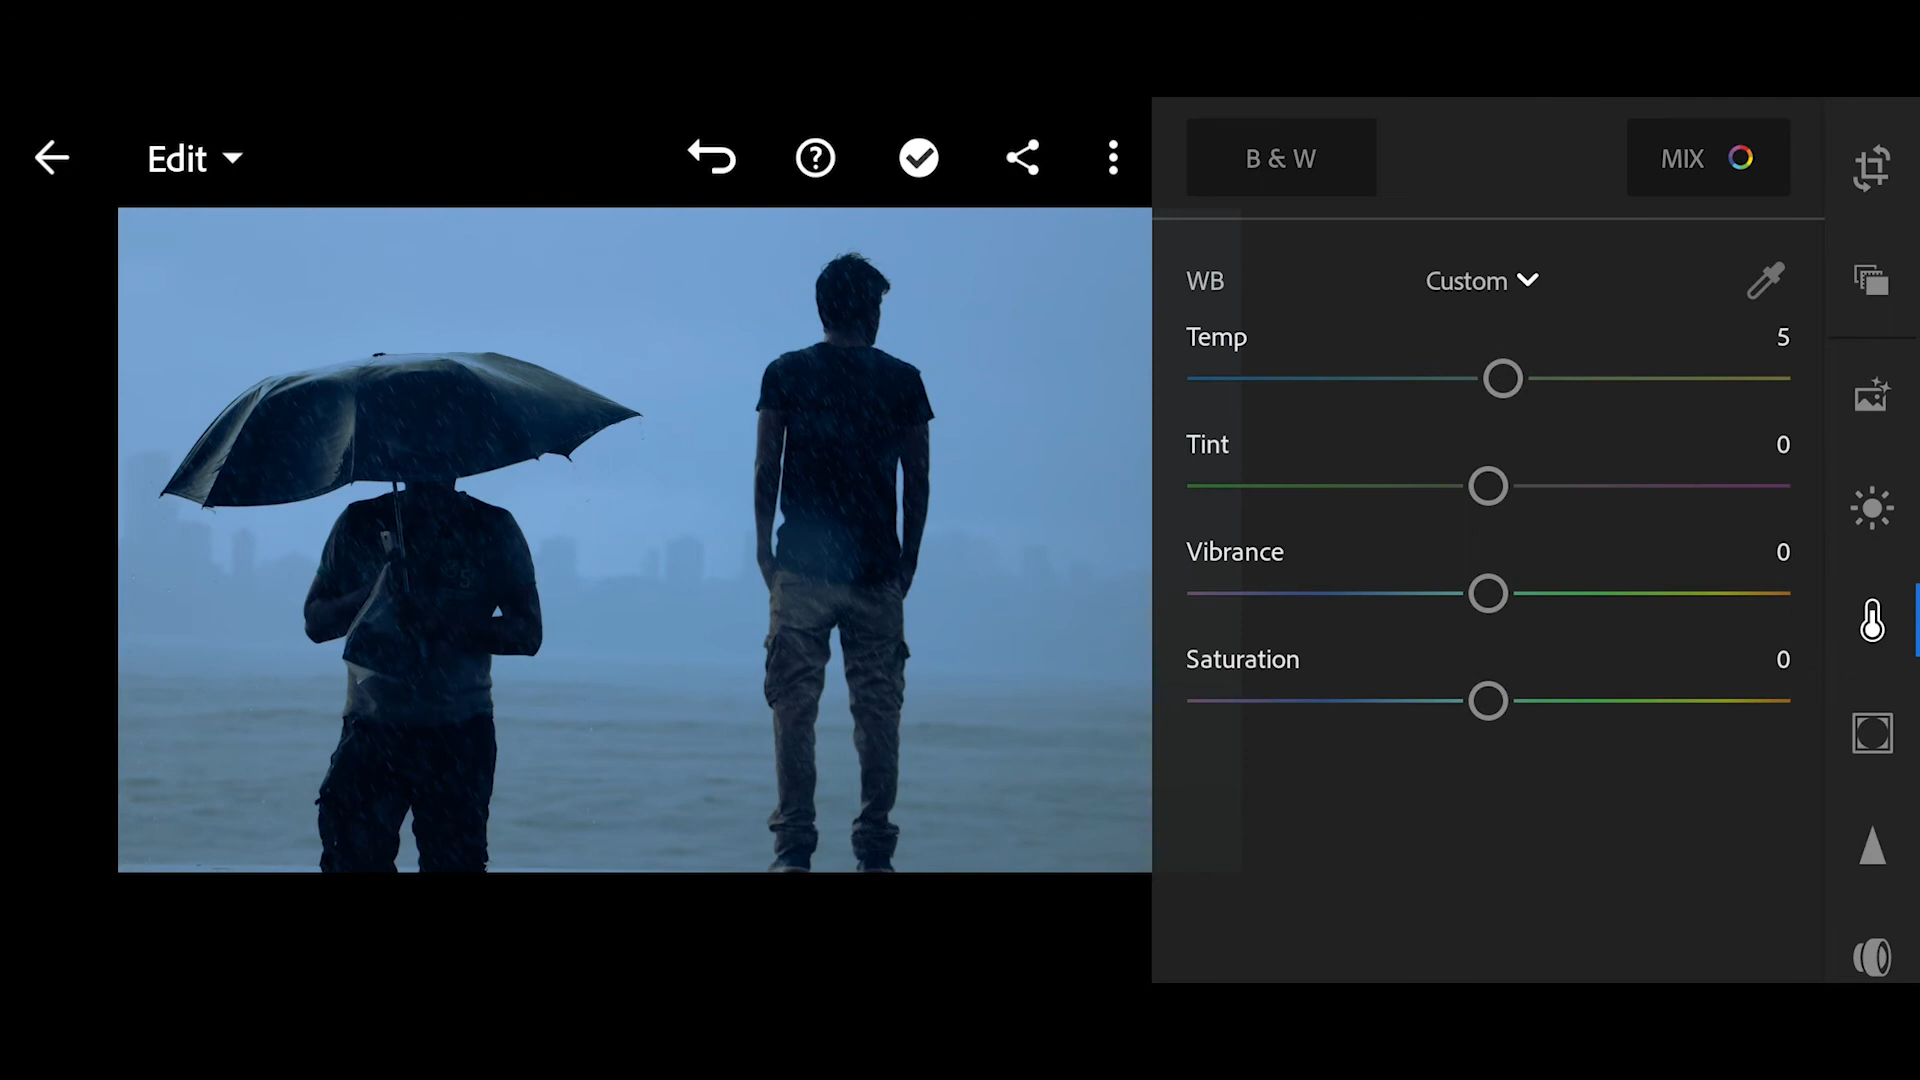 Edit
B & W
MIX
WB
Custom
Temp
5
Tint
0
Vibrance
0
Saturation
0